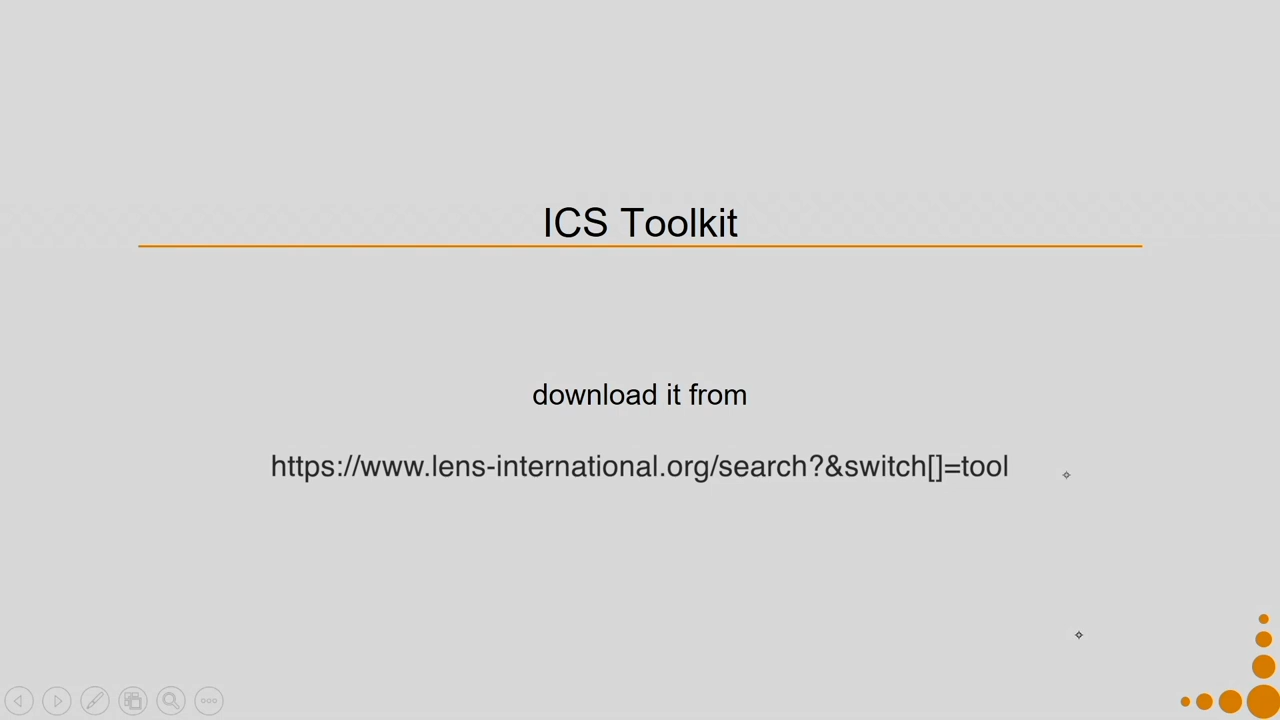 ICS Toolkit
download it from
https://www.lens-international.org/search?&switch[]=tool